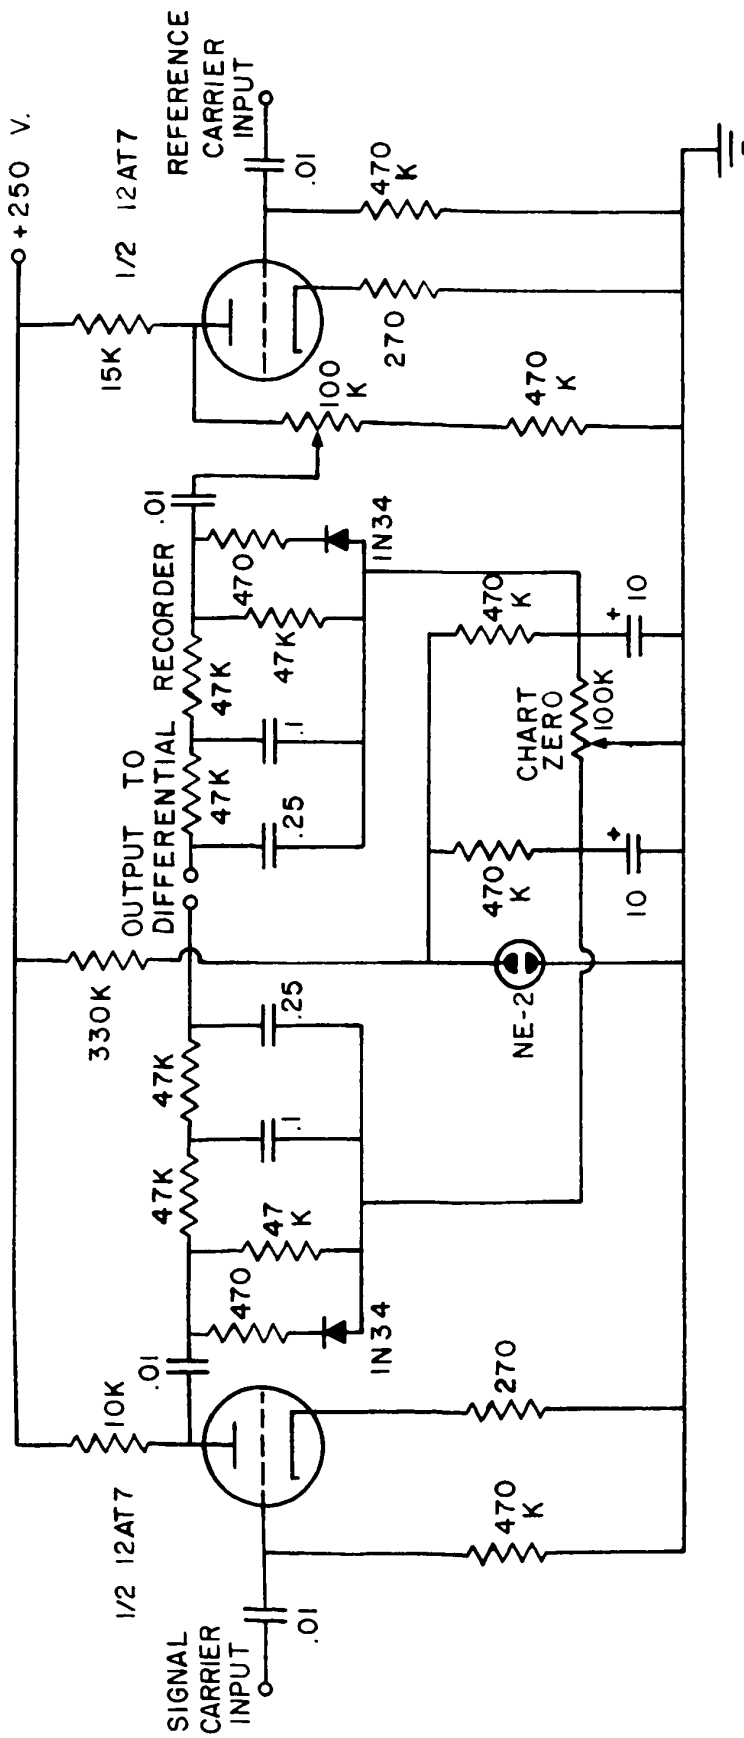 +250 V.
1/2 12AT7
10K
.01
SIGNAL
CARRIER
INPUT
.01
470
K
270
470
1N34
47
K
47K
.1
47K
.25
330K
NE-2
OUTPUT TO
DIFFERENTIAL RECORDER
.25
47K
.1
47K
47K
470
1N34
.01
470
K
10
+
CHART
ZERO
100K
470
K
10
+
15K
1/2 12AT7
100
K
470
K
270
470
K
.01
REFERENCE
CARRIER
INPUT